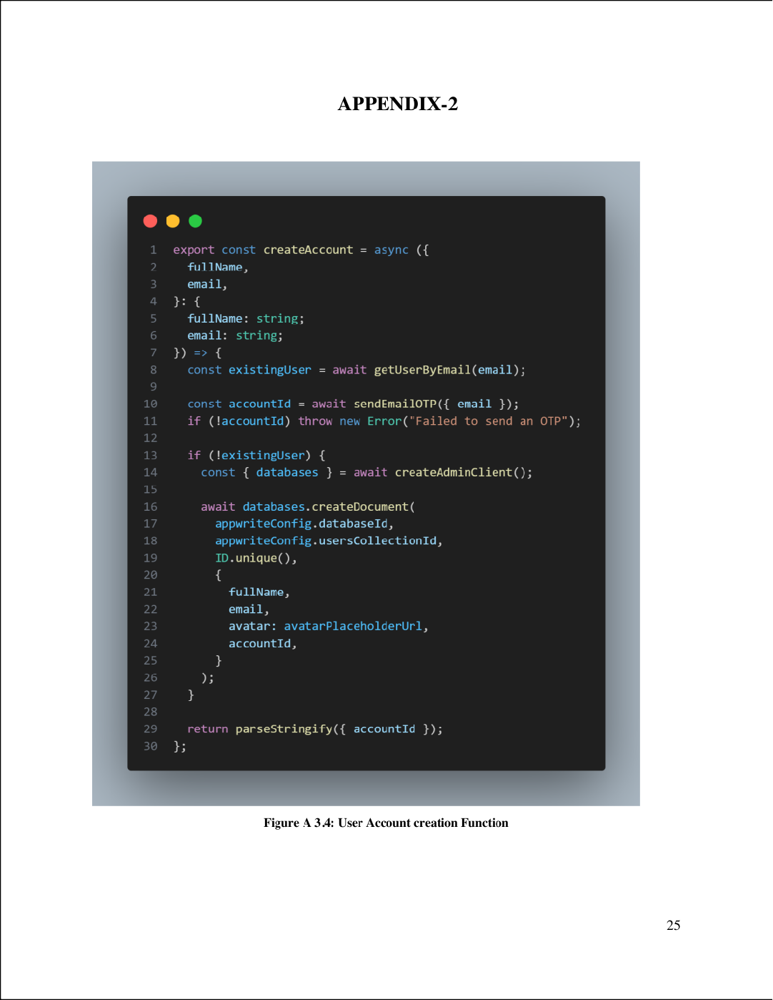 APPENDIX-2
1 export const createAccount = async ({
2   fullName,
3   email,
4 }: {
5   fullName: string;
6   email: string;
7 }) => {
8   const existingUser = await getUserByEmail(email);
9
10   const accountId = await sendEmailOTP({ email });
11   if (!accountId) throw new Error("Failed to send an OTP");
12
13   if (!existingUser) {
14     const { databases } = await createAdminClient();
15
16     await databases.createDocument(
17       appwriteConfig.databaseId,
18       appwriteConfig.usersCollectionId,
19       ID.unique(),
20       {
21         fullName,
22         email,
23         avatar: avatarPlaceholderUrl,
24         accountId,
25       }
26     );
27   }
28
29   return parseStringify({ accountId });
30 };
Figure A 3.4: User Account creation Function
25